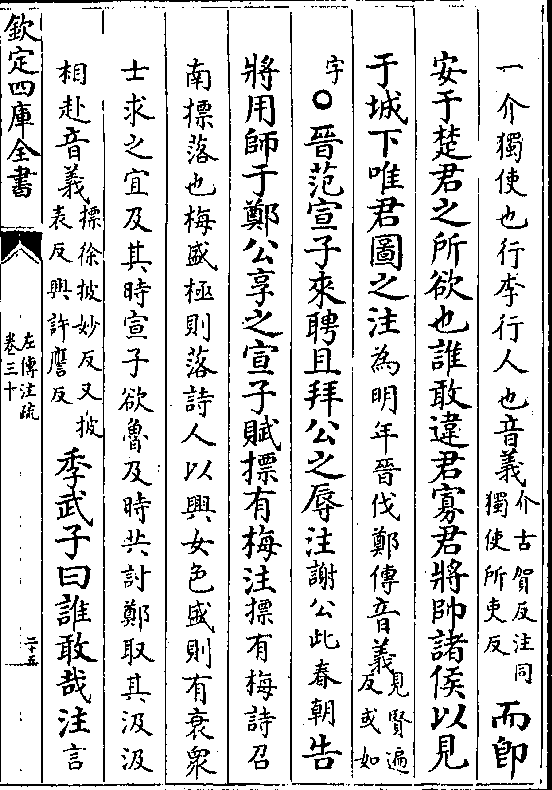 一介獨使也行李行人也音義介古賀反注同獨使所吏反而即
安于楚君之所欲也誰敢違君寡君將帥諸侯以見
于城下唯君圖之注為明年晉伐鄭傳音義見賢遍反或如
字○晉范宣子來聘且拜公之辱注謝公此春朝告
將用師于鄭公享之宣子賦摽有梅注摽有梅詩召
南摽落也梅盛極則落詩人以興女色盛則有衰衆
士求之宜及其時宣子欲魯及時共討鄭取其汲汲
相赴音義摽徐扶妙反又扶表反興許譍反季武子曰誰敢哉注言
欽定四庫全書
左傳注疏
卷三十
二十五